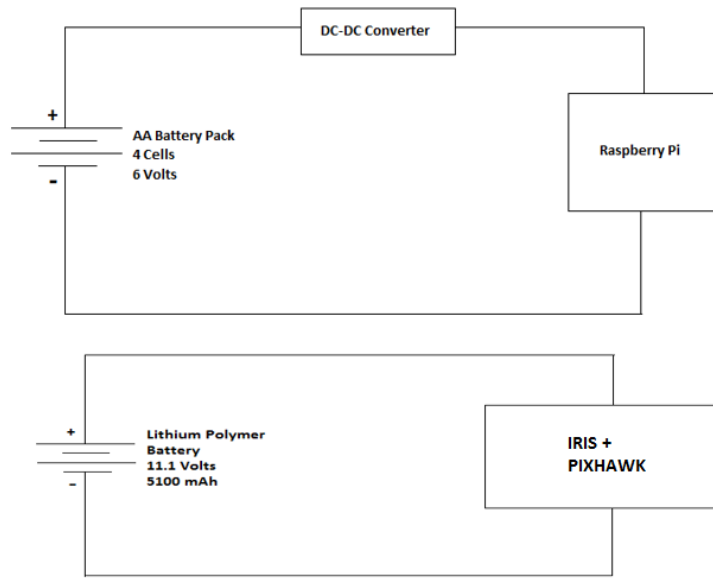 DC-DC Converter
+
AA Battery Pack
4 Cells
6 Volts
-
Raspberry Pi
+
Lithium Polymer
Battery
11.1 Volts
5100 mAh
-
IRIS +
PIXHAWK